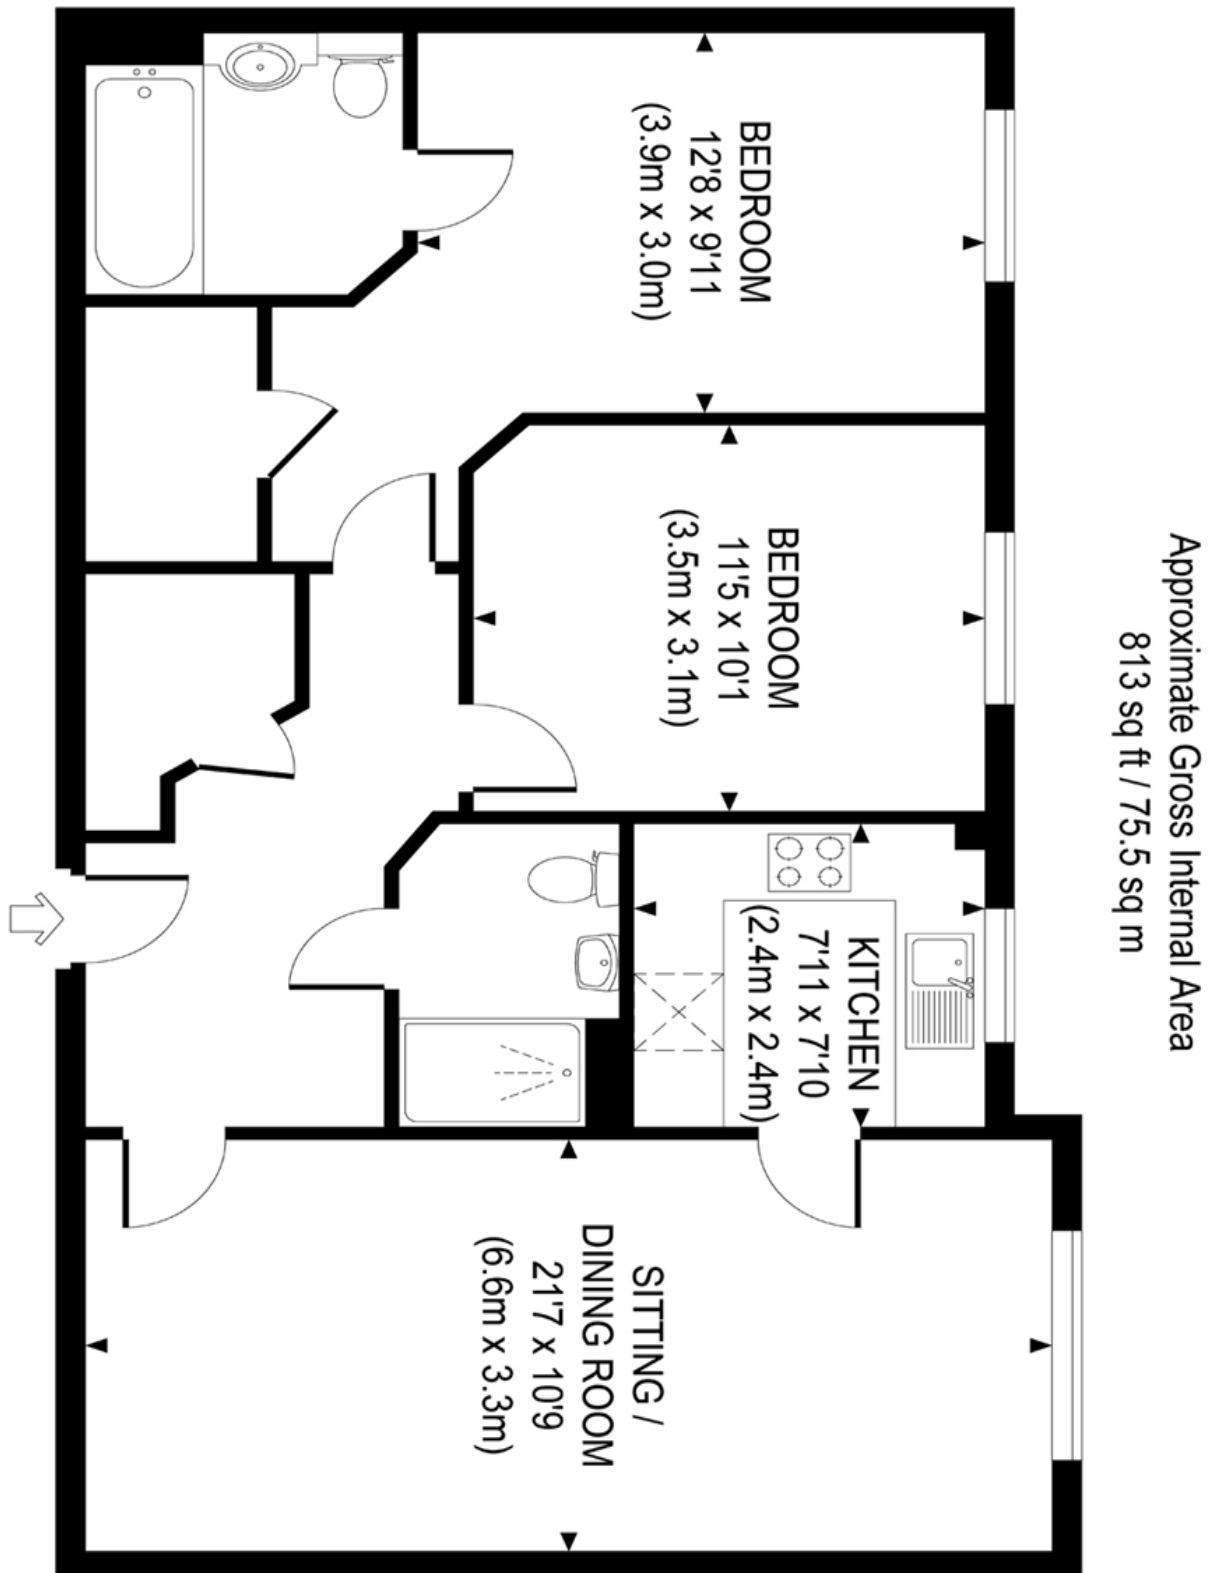 Approximate Gross Internal Area
813 sq ft / 75.5 sq m
BEDROOM
12'8 x 9'11
(3.9m x 3.0m)
BEDROOM
11'5 x 10'1
(3.5m x 3.1m)
KITCHEN
7'11 x 7'10
(2.4m x 2.4m)
SITTING /
DINING ROOM
21'7 x 10'9
(6.6m x 3.3m)